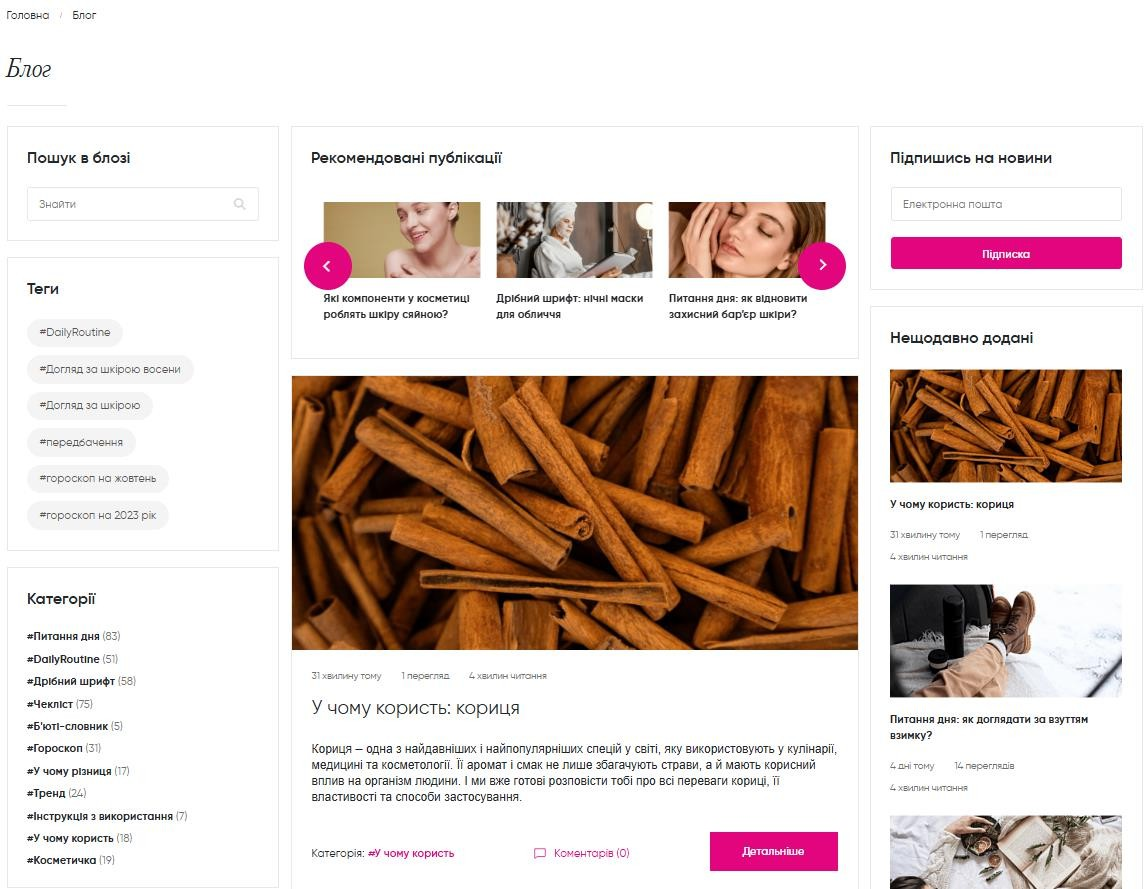 Головна / Блог
Блог
Пошук в блозі
Знайти
Теги
#DailyRoutine
#Догляд за шкірою восени
#Догляд за шкірою
#передбачення
#гороскоп на жовтень
#гороскоп на 2023 рік
Категорії
#Питання дня (83)
#DailyRoutine (51)
#Дрібний шрифт (58)
#Чекліст (75)
#Б'юті-словник (5)
#Гороскоп (31)
#У чому різниця (17)
#Тренд (24)
#Інструкція з використання (7)
#У чому користь (18)
#Косметичка (19)
Рекомендовані публікації
Які компоненти у косметиці
роблять шкіру сяйною?
Дрібний шрифт: нічні маски
для обличчя
Питання дня: як відновити
захисний бар'єр шкіри?
31 хвилину тому 1 перегляд 4 хвилин читання
У чому користь: кориця
Кориця – одна з найдавніших і найпопулярніших спецій у світі, яку використовують у кулінарії,
медицині та косметології. Її аромат і смак не лише збагачують страви, а й мають корисний
вплив на організм людини. І ми вже готові розповісти тобі про всі переваги кориці, її
властивості та способи застосування.
Категорія: #У чому користь
Коментарів (0)
Детальніше
Підпишись на новини
Електронна пошта
Підписка
Нещодавно додані
У чому користь: кориця
31 хвилину тому 1 перегляд
4 хвилин читання
Питання дня: як доглядати за взуттям
взимку?
4 дні тому 14 переглядів
4 хвилин читання